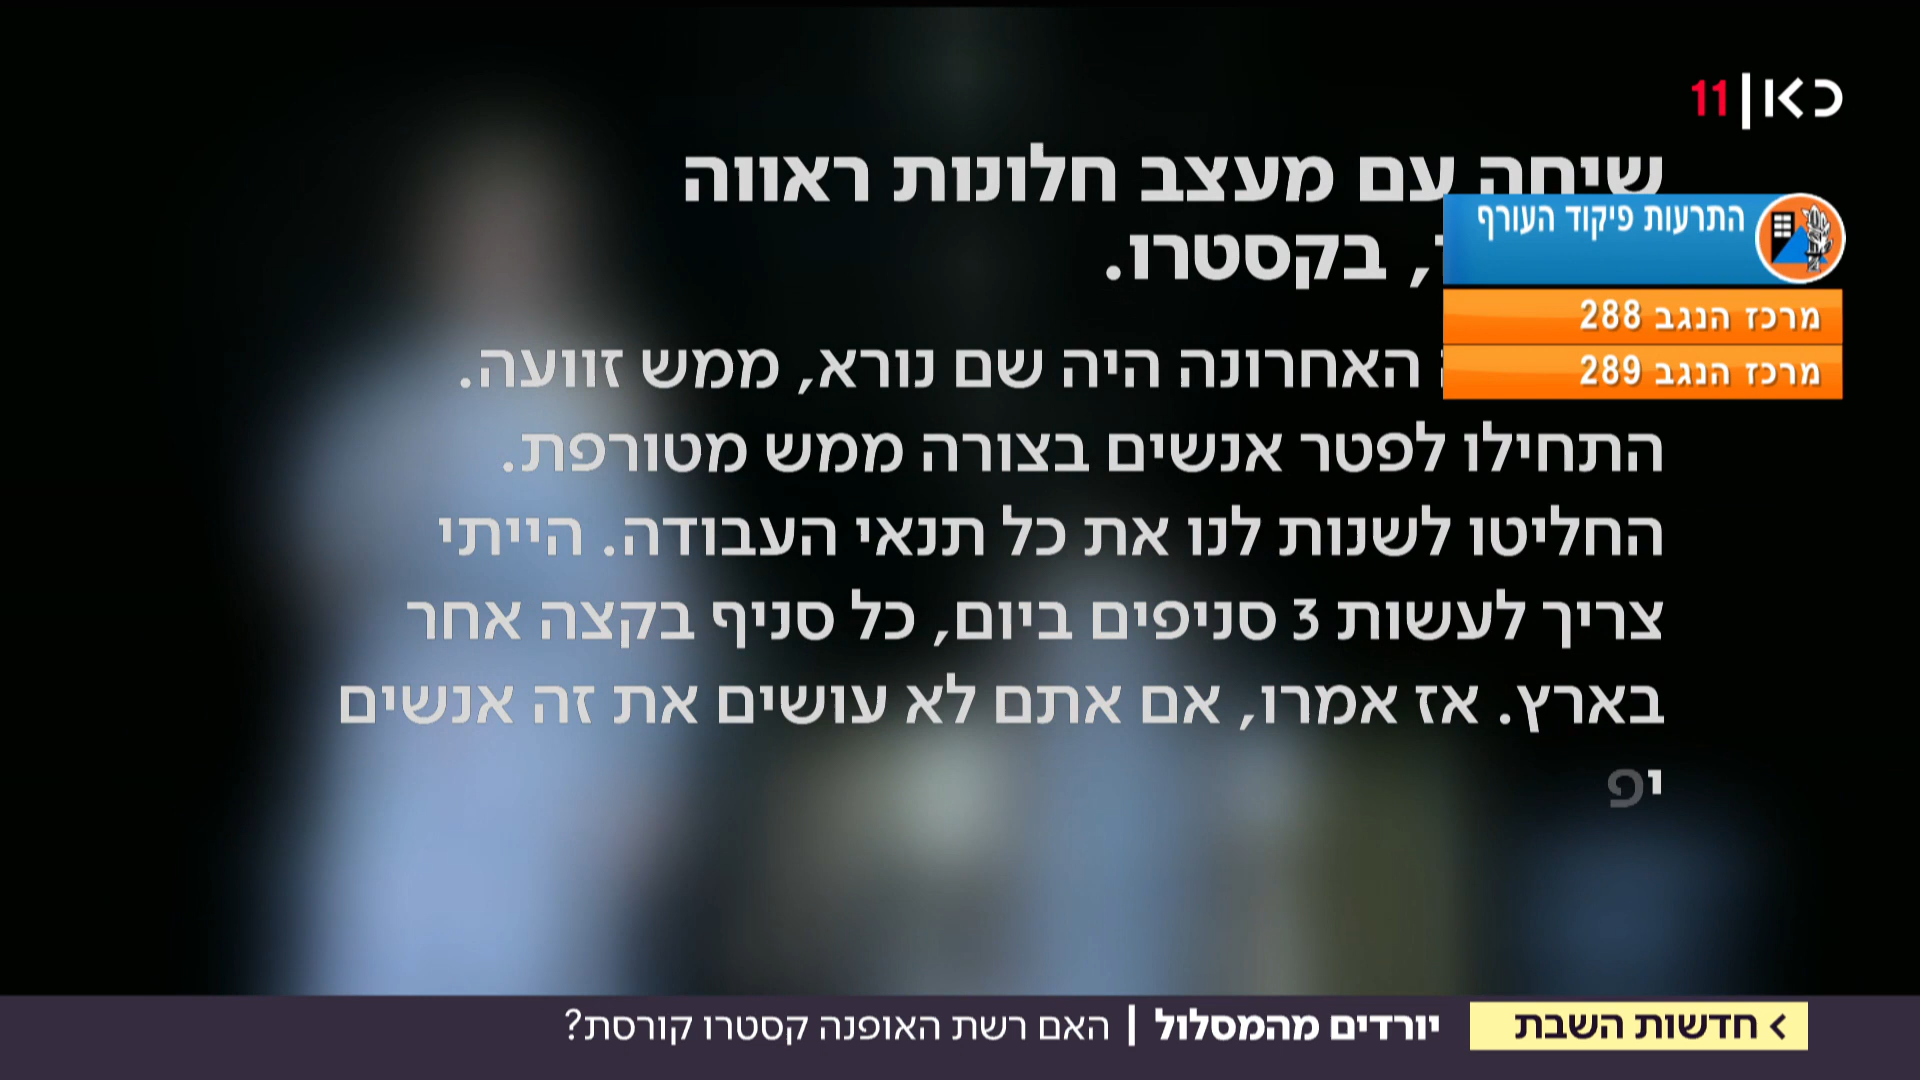 כאן 11
שיחה עם מעצב חלונות ראווה
, בקסטרו.
התרעות פיקוד העורף
מרכז הנגב 288
מרכז הנגב 289
האחרונה היה שם נורא, ממש זוועה.
התחילו לפטר אנשים בצורה ממש מטורפת.
החליטו לשנות לנו את כל תנאי העבודה. הייתי
צריך לעשות 3 סניפים ביום, כל סניף בקצה אחר
בארץ. אז אמרו, אם אתם לא עושים את זה אנשים
יפ
חדשות השבת
יורדים מהמסלול | האם רשת האופנה קסטרו קורסת?